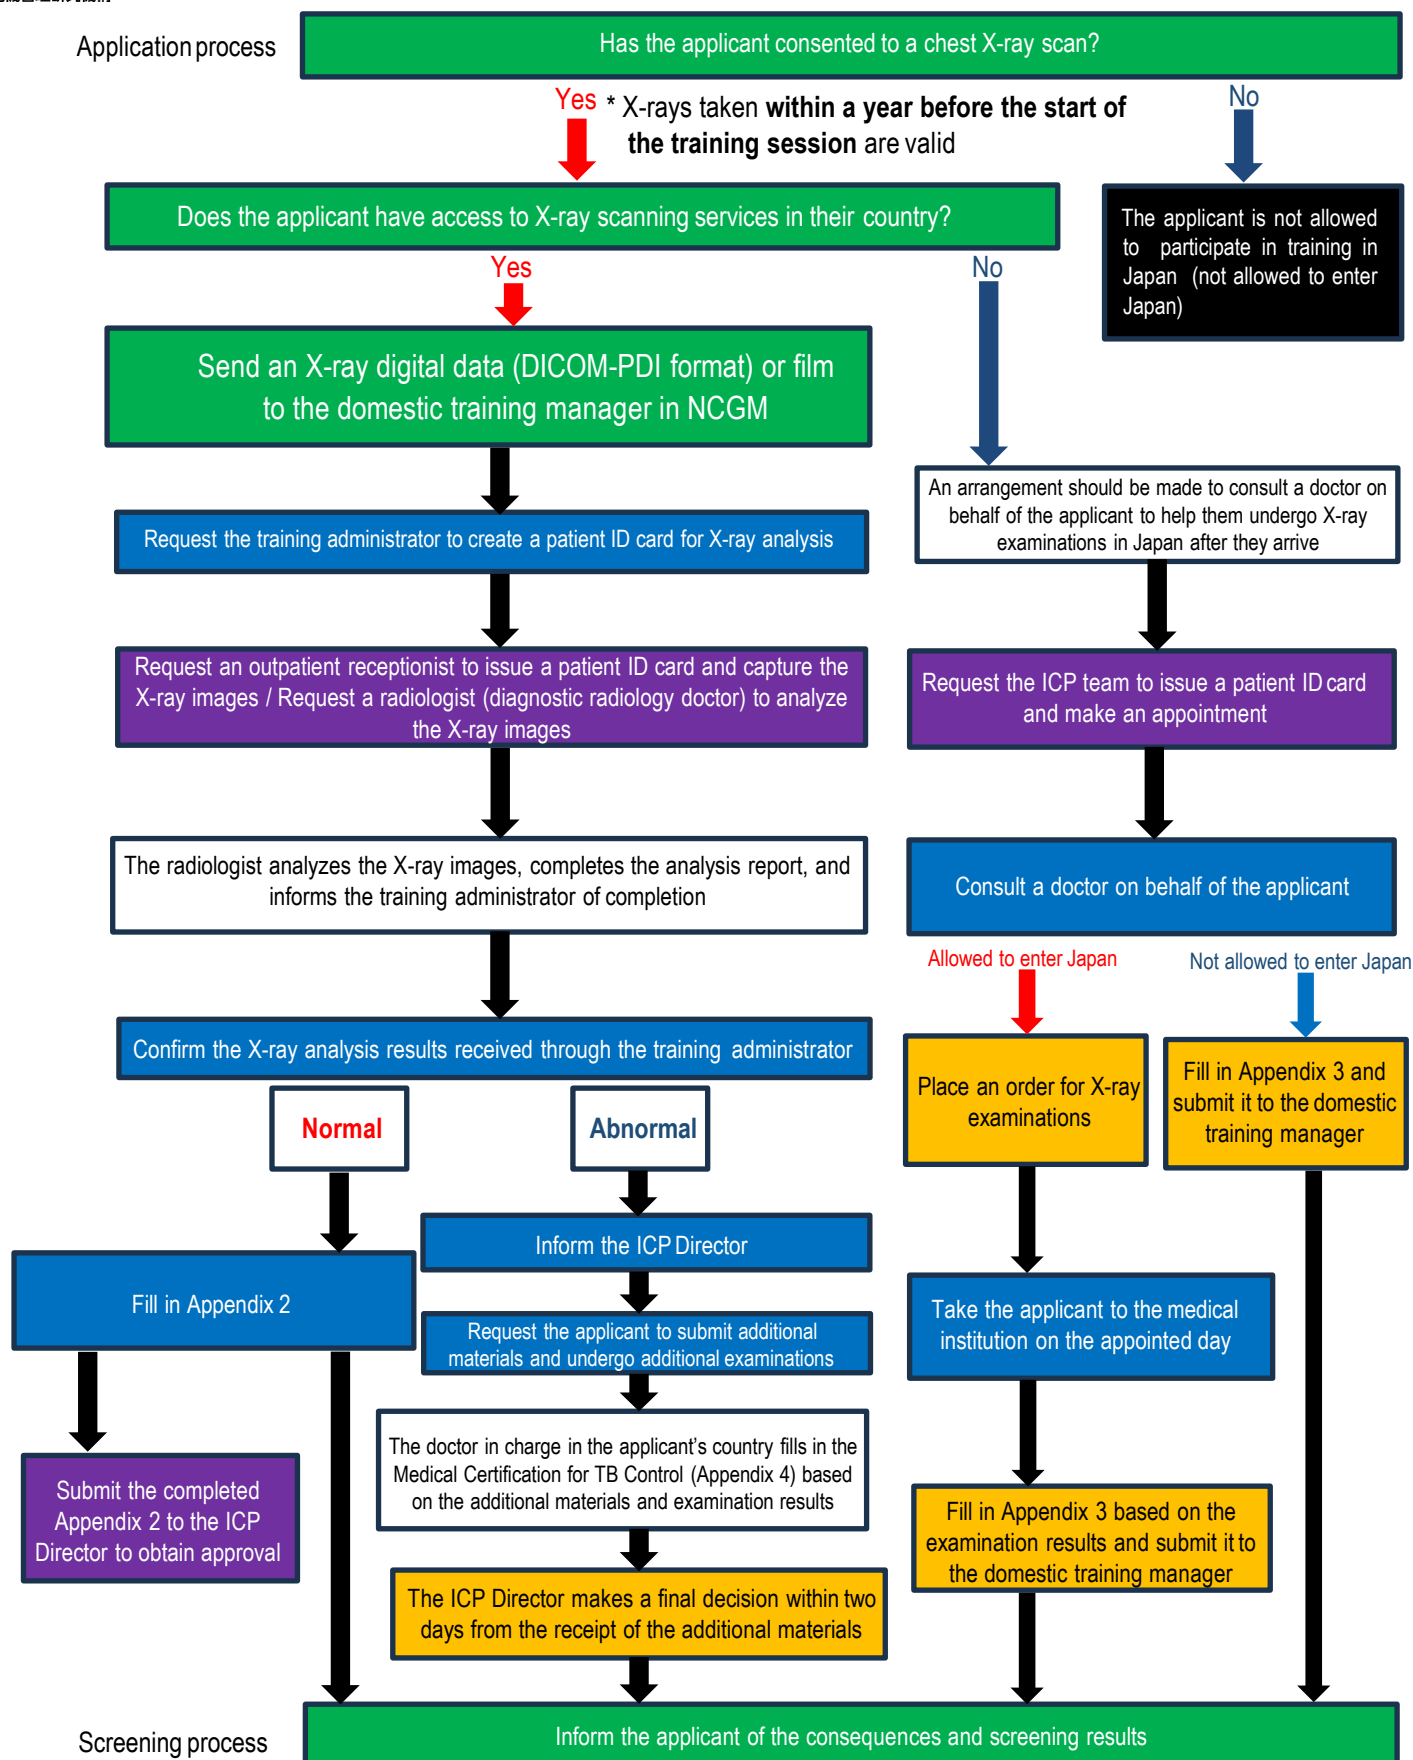 Application process
Has the applicant consented to a chest X-ray scan?
Yes
* X-rays taken within a year before the start of
the training session are valid
No
Does the applicant have access to X-ray scanning services in their country?
The applicant is not allowed
to participate in training in
Japan (not allowed to enter
Japan)
Yes
No
Send an X-ray digital data (DICOM-PDI format) or film
to the domestic training manager in NCGM
An arrangement should be made to consult a doctor on
behalf of the applicant to help them undergo X-ray
examinations in Japan after they arrive
Request the training administrator to create a patient ID card for X-ray analysis
Request an outpatient receptionist to issue a patient ID card and capture the
X-ray images / Request a radiologist (diagnostic radiology doctor) to analyze
the X-ray images
Request the ICP team to issue a patient ID card
and make an appointment
The radiologist analyzes the X-ray images, completes the analysis report, and
informs the training administrator of completion
Consult a doctor on behalf of the applicant
Allowed to enter Japan
Not allowed to enter Japan
Confirm the X-ray analysis results received through the training administrator
Place an order for X-ray
examinations
Fill in Appendix 3 and
submit it to the domestic
training manager
Normal
Abnormal
Inform the ICP Director
Fill in Appendix 2
Take the applicant to the medical
institution on the appointed day
Request the applicant to submit additional
materials and undergo additional examinations
The doctor in charge in the applicant's country fills in the
Medical Certification for TB Control (Appendix 4) based
on the additional materials and examination results
Submit the completed
Appendix 2 to the ICP
Director to obtain approval
Fill in Appendix 3 based on the
examination results and submit it to
the domestic training manager
The ICP Director makes a final decision within two
days from the receipt of the additional materials
Screening process
Inform the applicant of the consequences and screening results